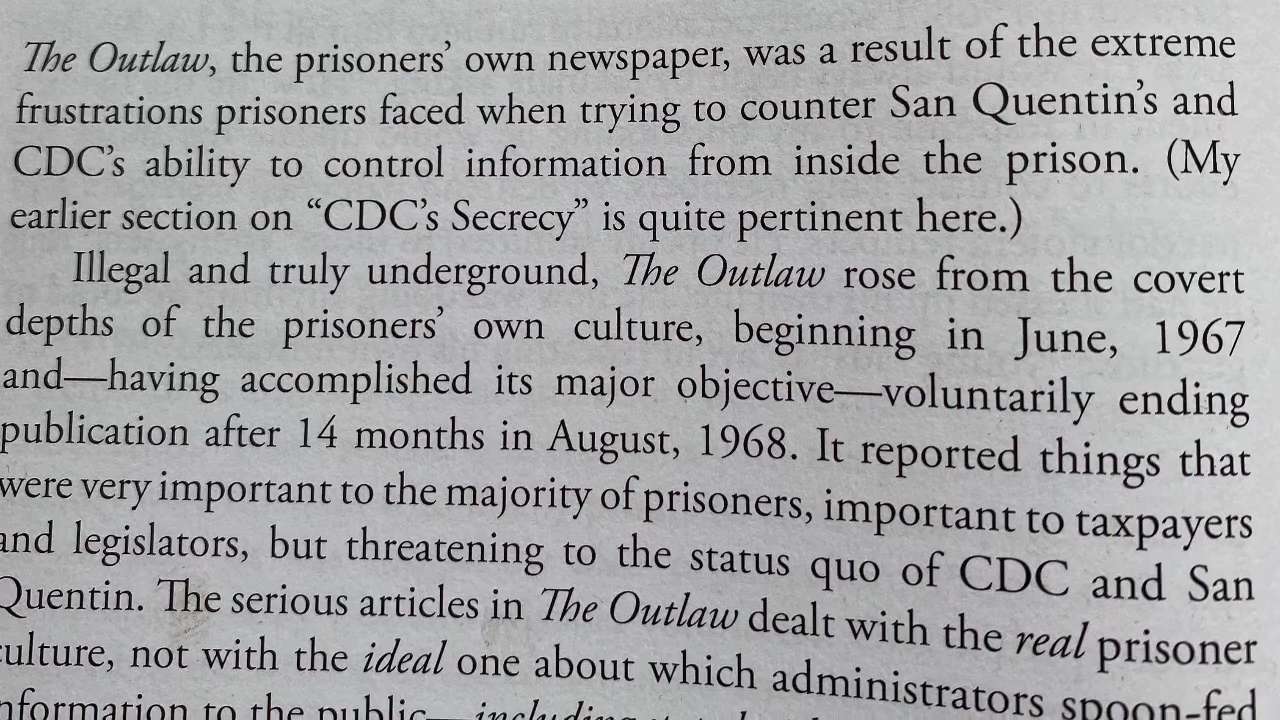 The Outlaw, the prisoners’ own newspaper, was a result of the extreme
frustrations prisoners faced when trying to counter San Quentin’s and
CDC’s ability to control information from inside the prison. (My
earlier section on “CDC’s Secrecy” is quite pertinent here.)
Illegal and truly underground, The Outlaw rose from the covert
depths of the prisoners’ own culture, beginning in June, 1967
and—having accomplished its major objective—voluntarily ending
publication after 14 months in August, 1968. It reported things that
were very important to the majority of prisoners, important to taxpayers
and legislators, but threatening to the status quo of CDC and San
Quentin. The serious articles in The Outlaw dealt with the real prisoner
culture, not with the ideal one about which administrators spoon-fed
nformation to the public—including